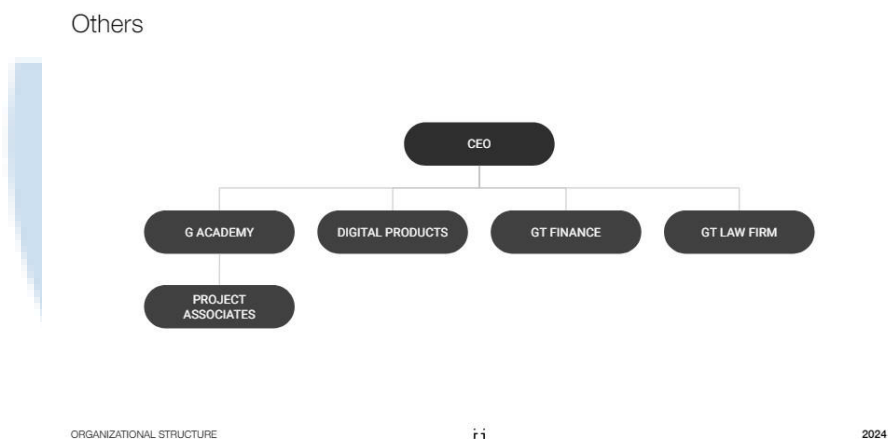 Others
CEO
G ACADEMY
DIGITAL PRODUCTS
GT FINANCE
GT LAW FIRM
PROJECT
ASSOCIATES
ORGANIZATIONAL STRUCTURE
2024